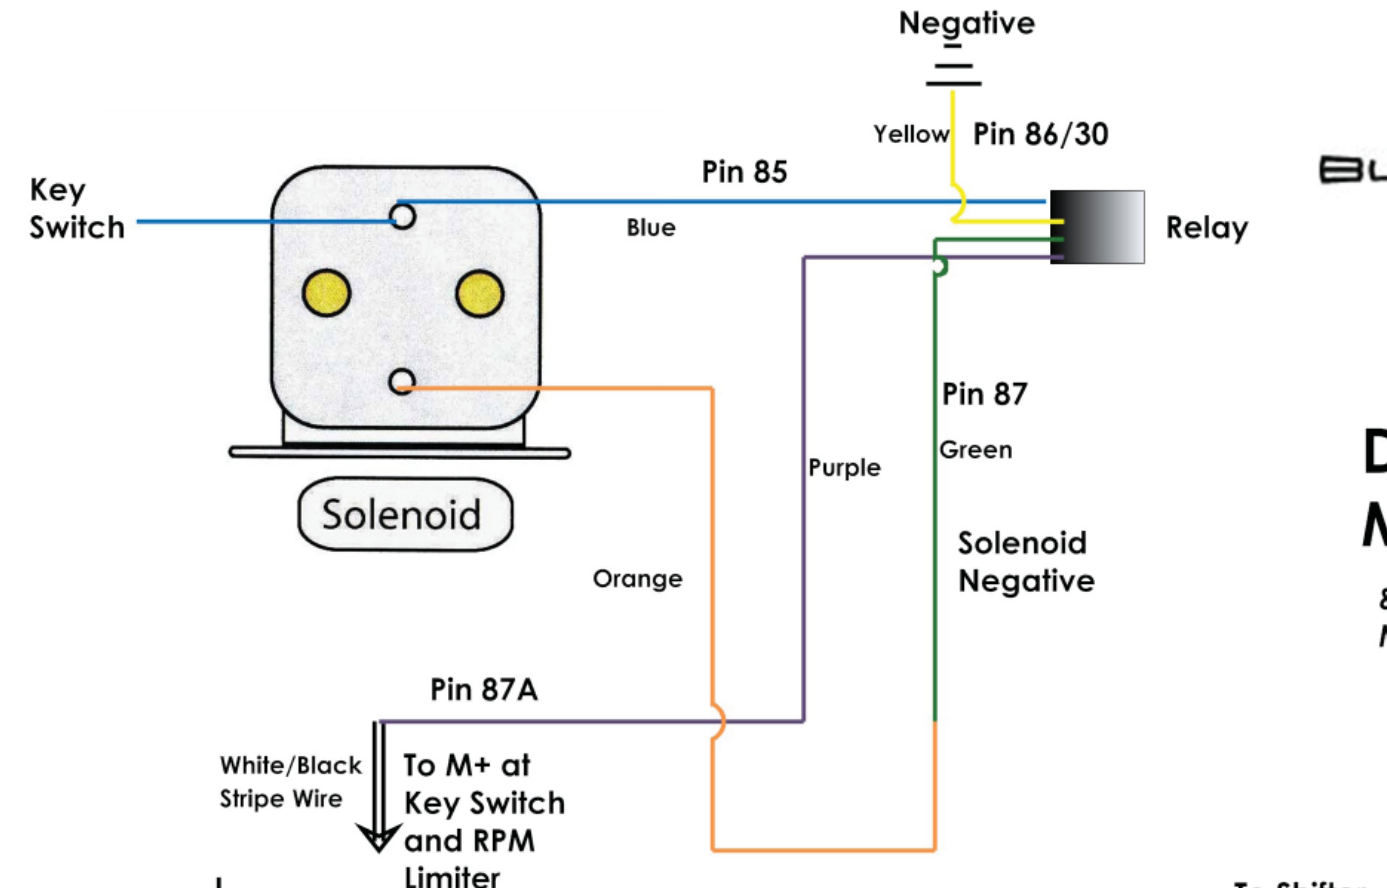 Negative
Yellow
Pin 86/30
Pin 85
Key
Switch
Blue
Relay
Pin 87
Green
Purple
Solenoid
Solenoid
Negative
Orange
Pin 87A
White/Black
Stripe Wire
To M+ at
Key Switch
and RPM
Limiter